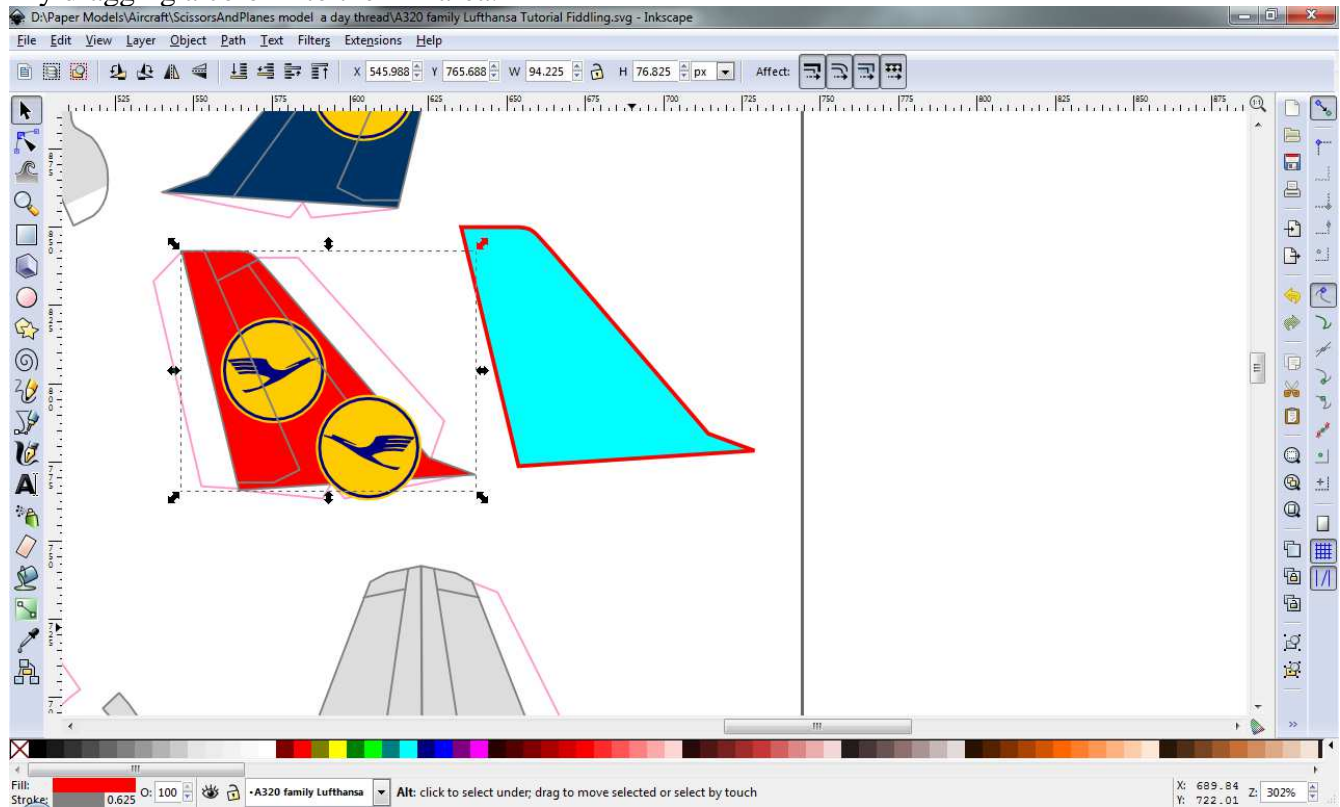 D:\Paper Models\Aircraft\ScissorsAndPlanes model a day thread\A320 family Lufthansa Tutorial Fiddling.svg - Inkscape
File Edit View Layer Object Path Text Filters Extensions Help
X 545.988 Y 765.688 W 94.225 H 76.825 px Affect:
525 550 575 600 625 650 675 700 725 750 775 800 825 850 875
Fill:
Stroke: 0.625 O: 100 •A320 family Lufthansa Alt: click to select under; drag to move selected or select by touch X: 689.84 Y: 722.01 Z: 302%